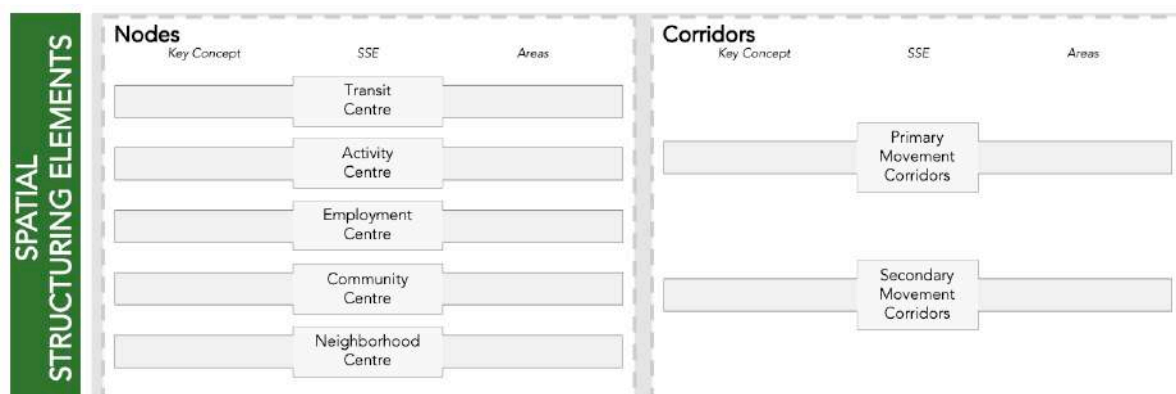 SPATIAL
STRUCTURING ELEMENTS
Nodes
Key Concept SSE Areas
Transit
Centre
Activity
Centre
Employment
Centre
Community
Centre
Neighborhood
Centre
Corridors
Key Concept SSE Areas
Primary
Movement
Corridors
Secondary
Movement
Corridors